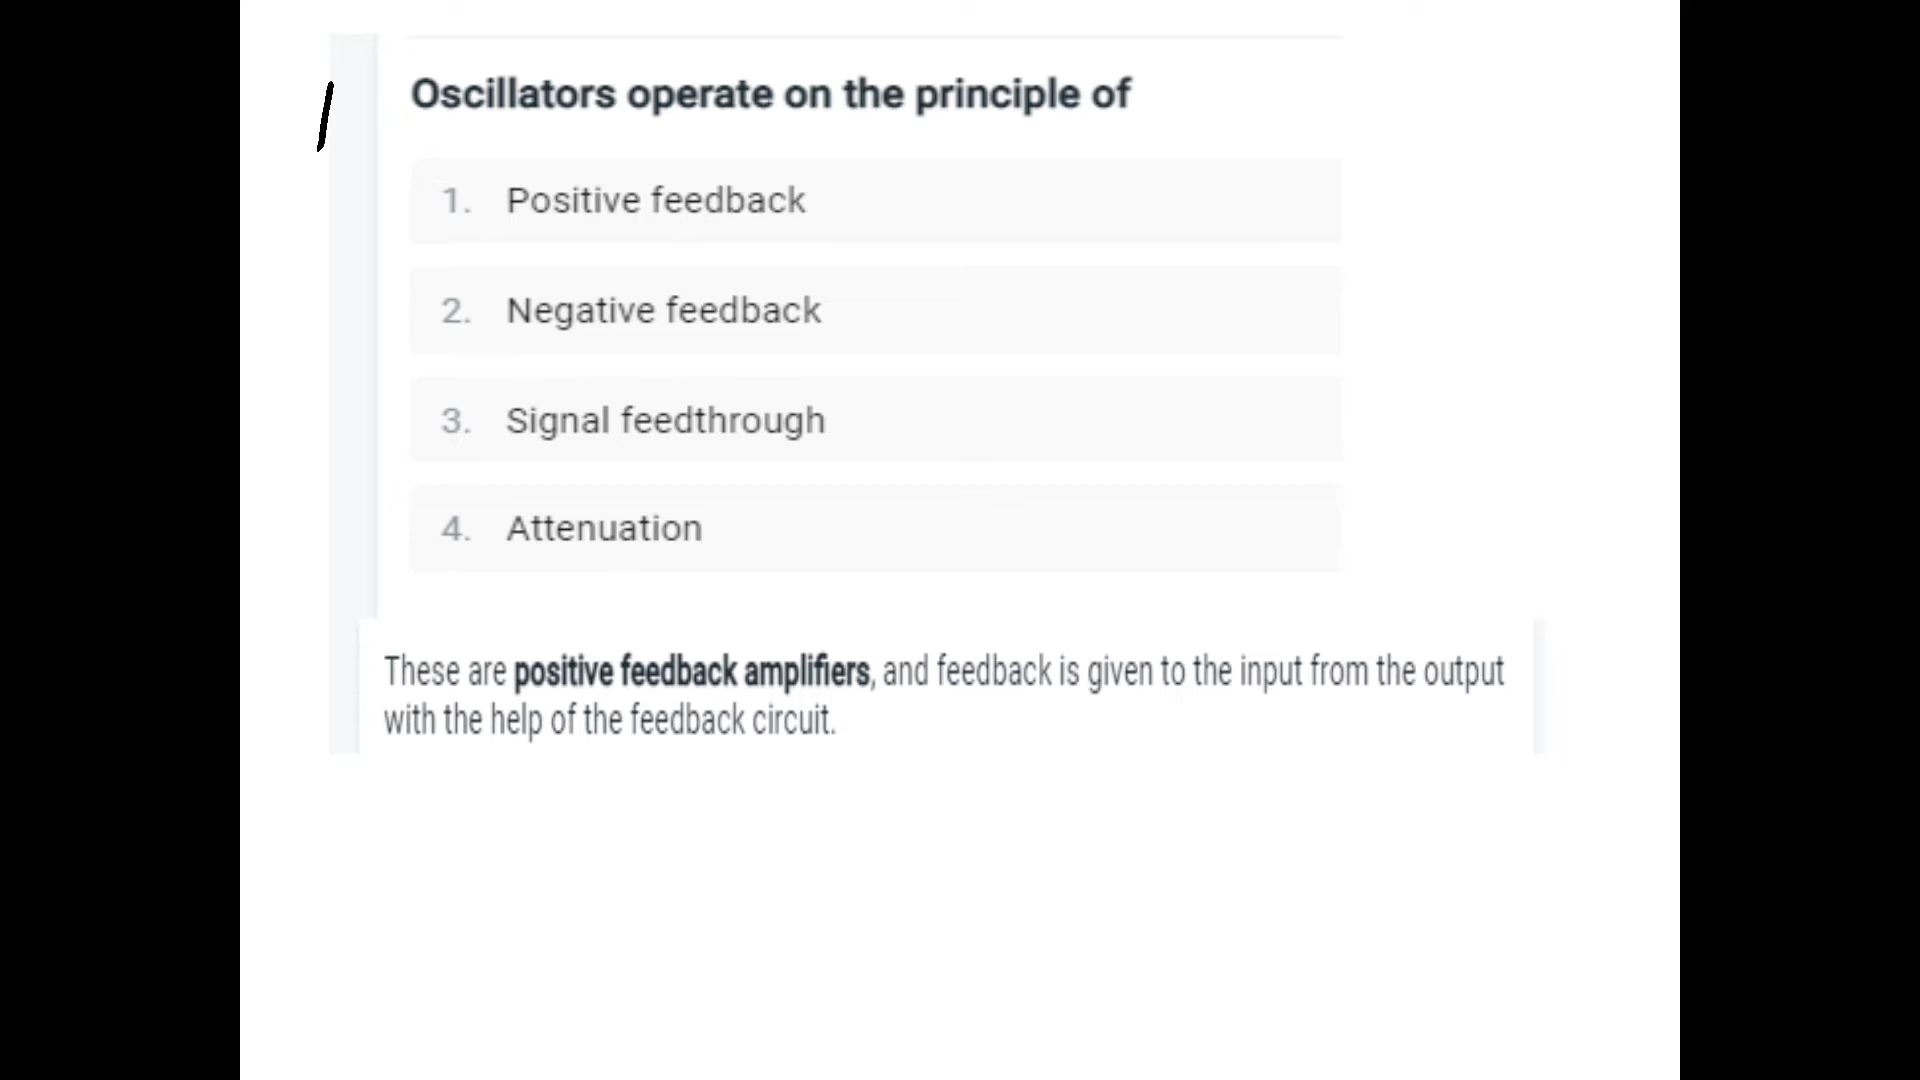 Oscillators operate on the principle of
1. Positive feedback
2. Negative feedback
3. Signal feedthrough
4. Attenuation
These are positive feedback amplifiers, and feedback is given to the input from the output
with the help of the feedback circuit.